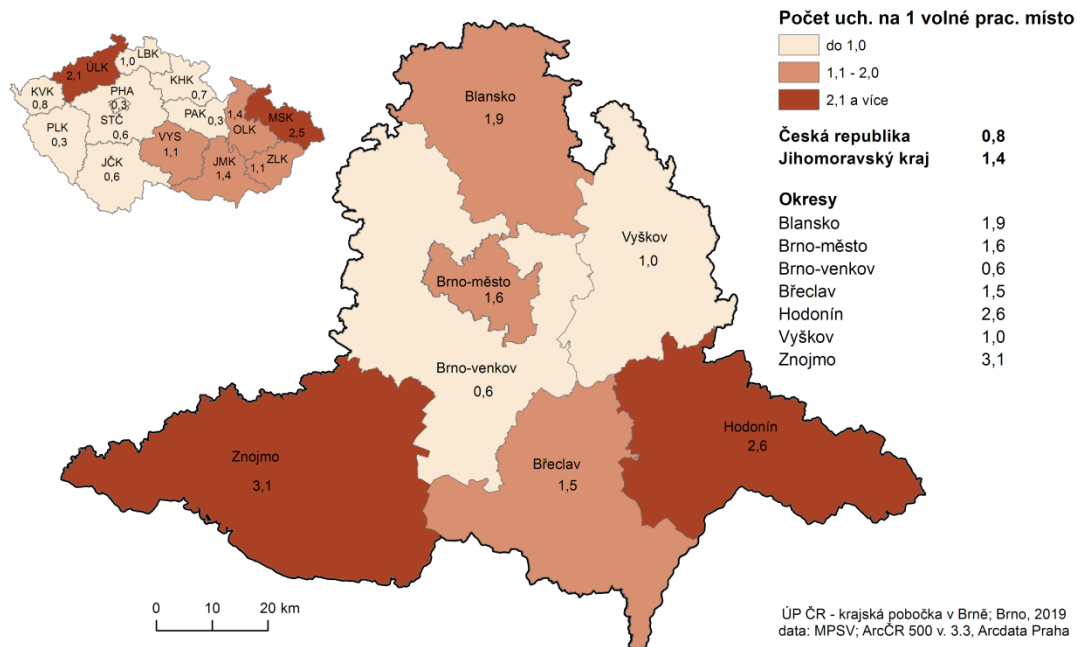 Počet uch. na 1 volné prac. místo
do 1,0
1,1 - 2,0
2,1 a více
Česká republika 0,8
Jihomoravský kraj 1,4
Okresy
Blansko 1,9
Brno-město 1,6
Brno-venkov 0,6
Břeclav 1,5
Hodonín 2,6
Vyškov 1,0
Znojmo 3,1
ÚLK
2,1
LBK
1,0
KVK
0,8
PHA
0,3
KHK
0,7
STČ
0,6
PAK 0,3
PLK
0,3
JČK
0,6
VYS
1,1
JMK
1,4
OLK
1,4
MSK
2,5
ZLK
1,1
Blansko
1,9
Vyškov
1,0
Brno-město
1,6
Brno-venkov
0,6
Znojmo
3,1
Břeclav
1,5
Hodonín
2,6
0 10 20 km
ÚP ČR - krajská pobočka v Brně; Brno, 2019
data: MPSV; ArcČR 500 v. 3.3, Arcdata Praha